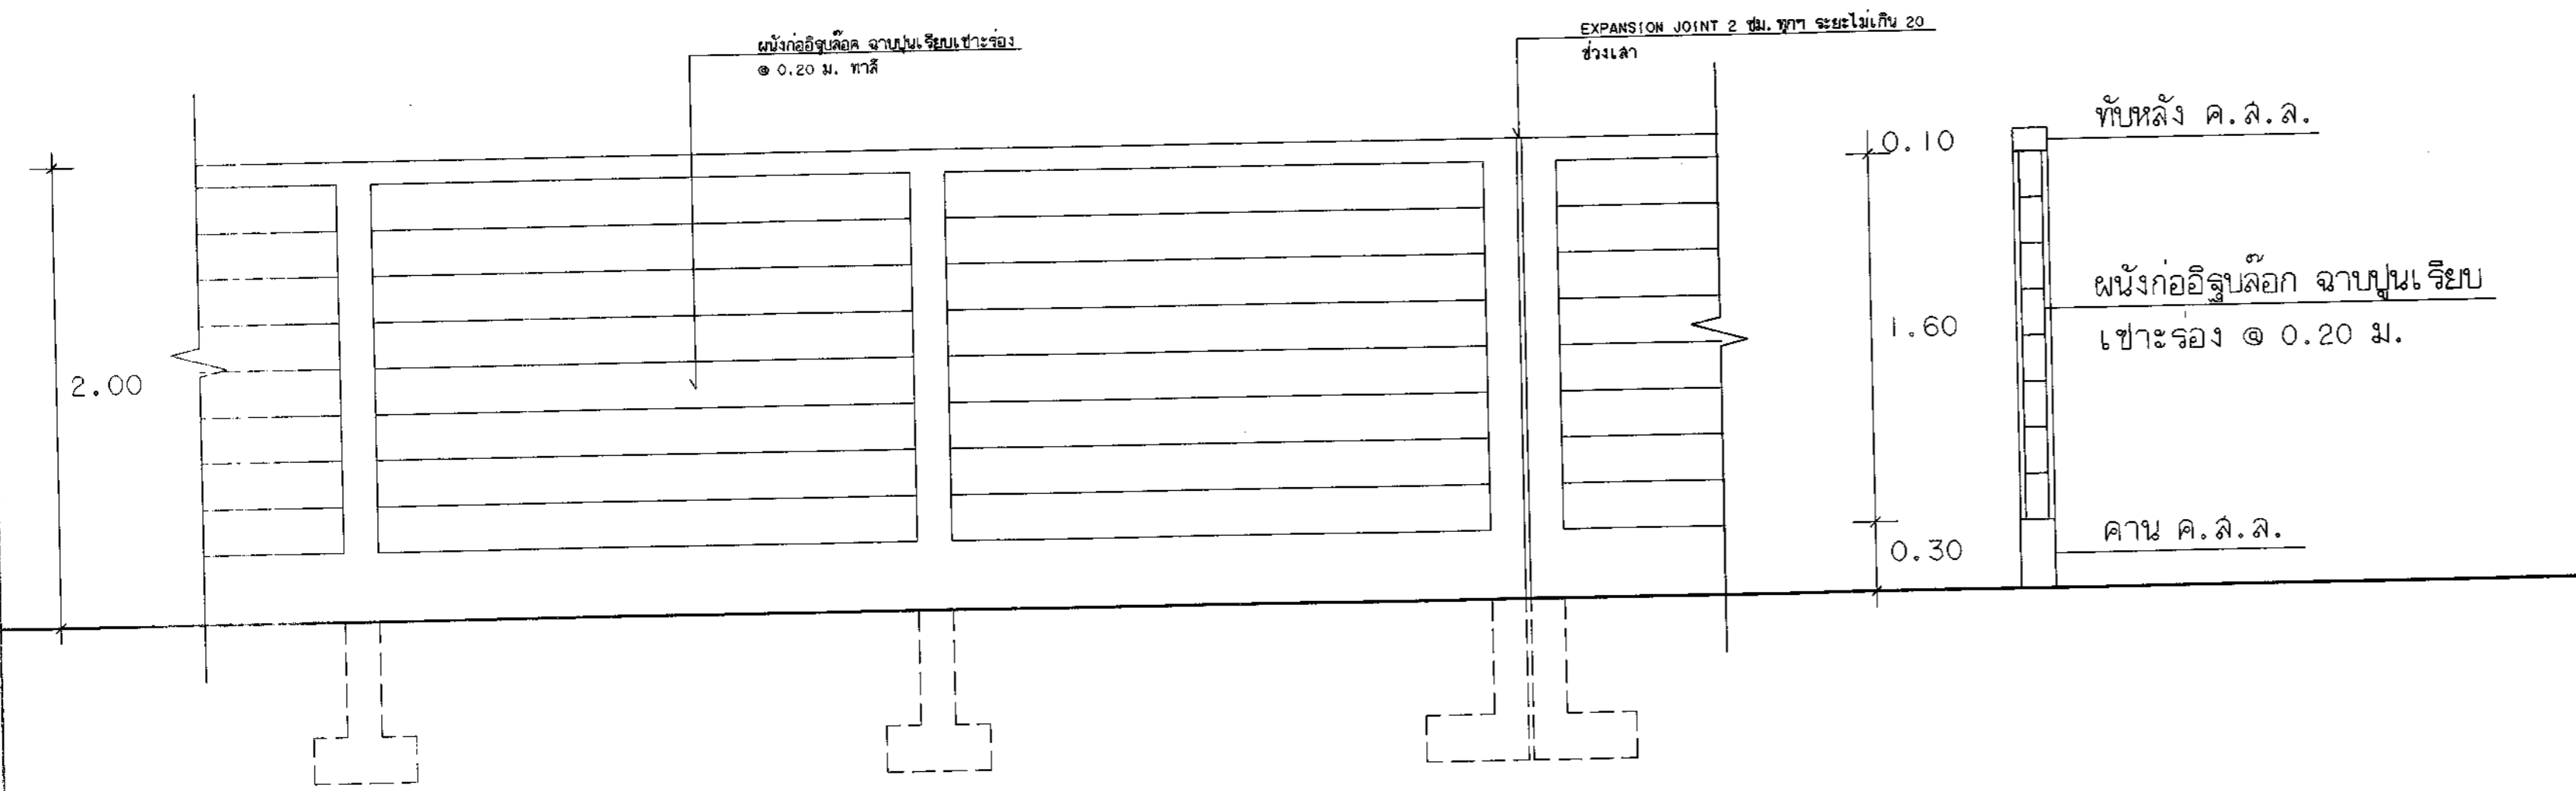 ผนังก่ออิฐบล๊อค ฉาบปูนเรียบเซาะร่อง
@ 0.20 ม. ทาสี
EXPANSION JOINT 2 ซม. ทุกๆ ระยะไม่เกิน 20
ช่วงเสา
2.00
0.10
1.60
0.30
ทับหลัง ค.ส.ล.
ผนังก่ออิฐบล๊อก ฉาบปูนเรียบ
เซาะร่อง @ 0.20 ม.
คาน ค.ส.ล.